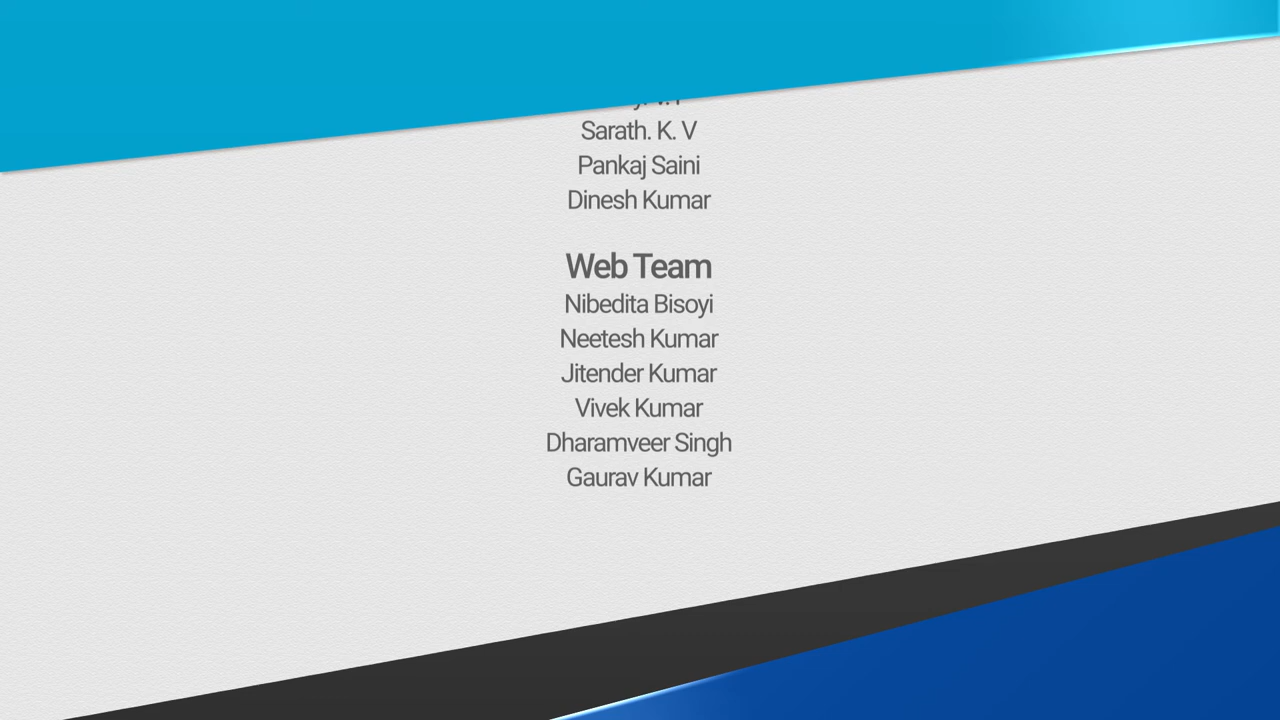 Sarath. K. V
Pankaj Saini
Dinesh Kumar
Web Team
Nibedita Bisoyi
Neetesh Kumar
Jitender Kumar
Vivek Kumar
Dharamveer Singh
Gaurav Kumar